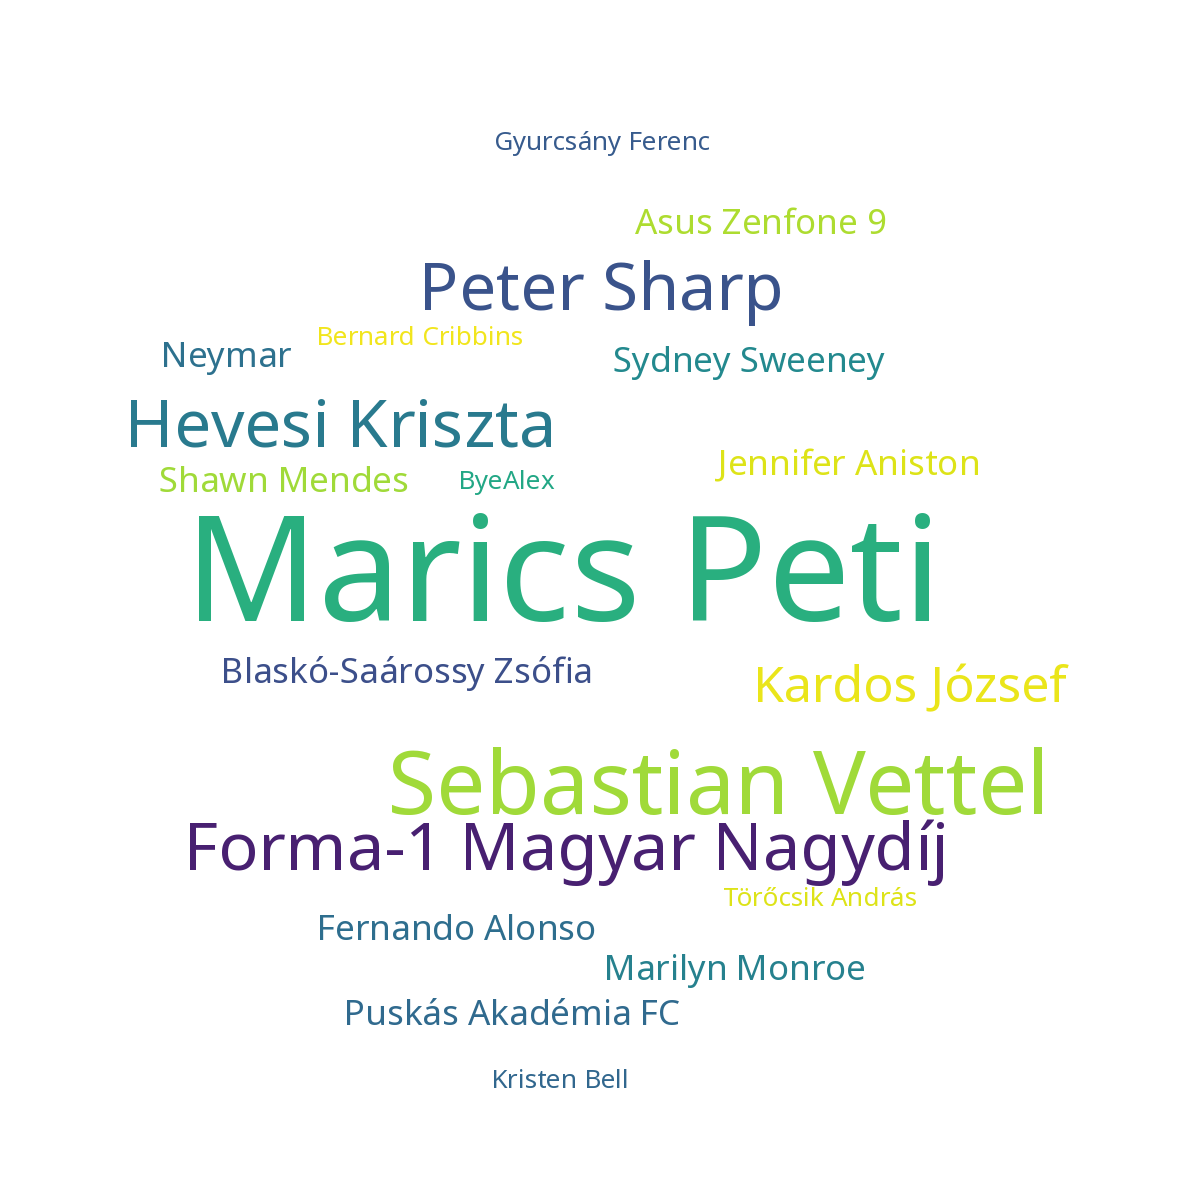 Gyurcsány Ferenc
Asus Zenfone 9
Peter Sharp
Bernard Cribbins
Neymar
Sydney Sweeney
Hevesi Kriszta
Jennifer Aniston
Shawn Mendes
ByeAlex
Marics Peti
Blaskó-Saárossy Zsófia
Kardos József
Sebastian Vettel
Forma-1 Magyar Nagydíj
Törőcsik András
Fernando Alonso
Marilyn Monroe
Puskás Akadémia FC
Kristen Bell